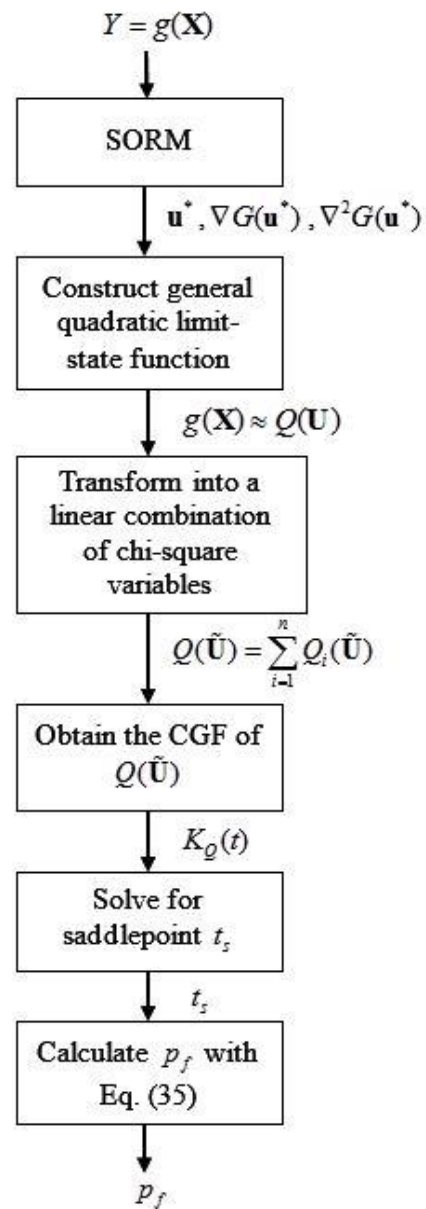 Y = g(𝐗)
SORM
𝐮* , ∇G(𝐮*) , ∇²G(𝐮*)
Construct general
quadratic limit-
state function
g(𝐗) ≈ Q(𝐔)
Transform into a
linear combination
of chi-square
variables
Q(𝐔̃) = ∑_{i=1}^{n} Q_i(𝐔̃)
Obtain the CGF of
Q(𝐔̃)
K_Q(t)
Solve for
saddlepoint t_s
t_s
Calculate p_f with
Eq. (35)
p_f